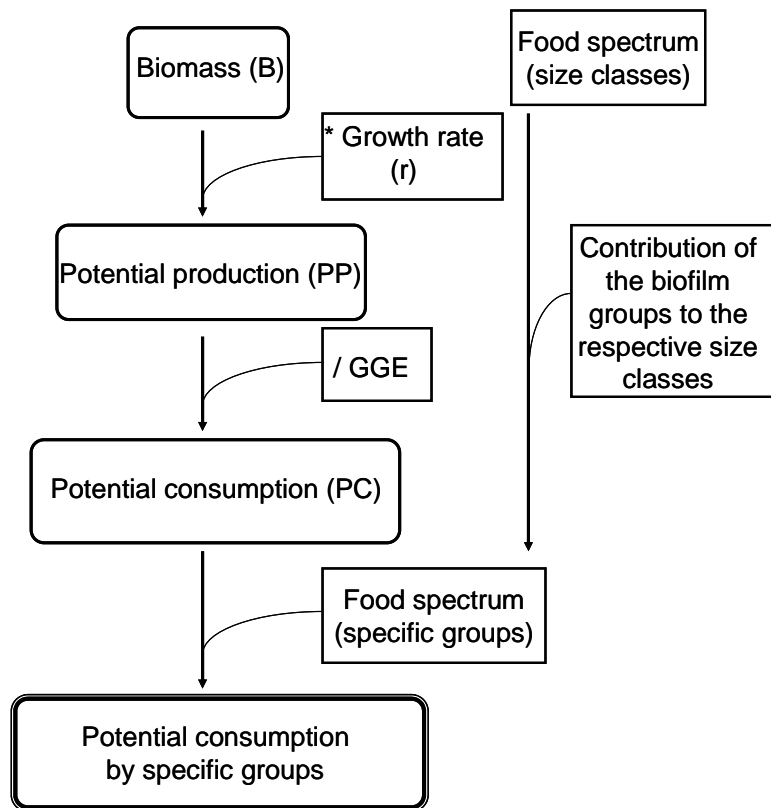 Biomass (B)
Food spectrum
(size classes)
* Growth rate
(r)
Potential production (PP)
Contribution of
the biofilm
groups to the
respective size
classes
/ GGE
Potential consumption (PC)
Food spectrum
(specific groups)
Potential consumption
by specific groups